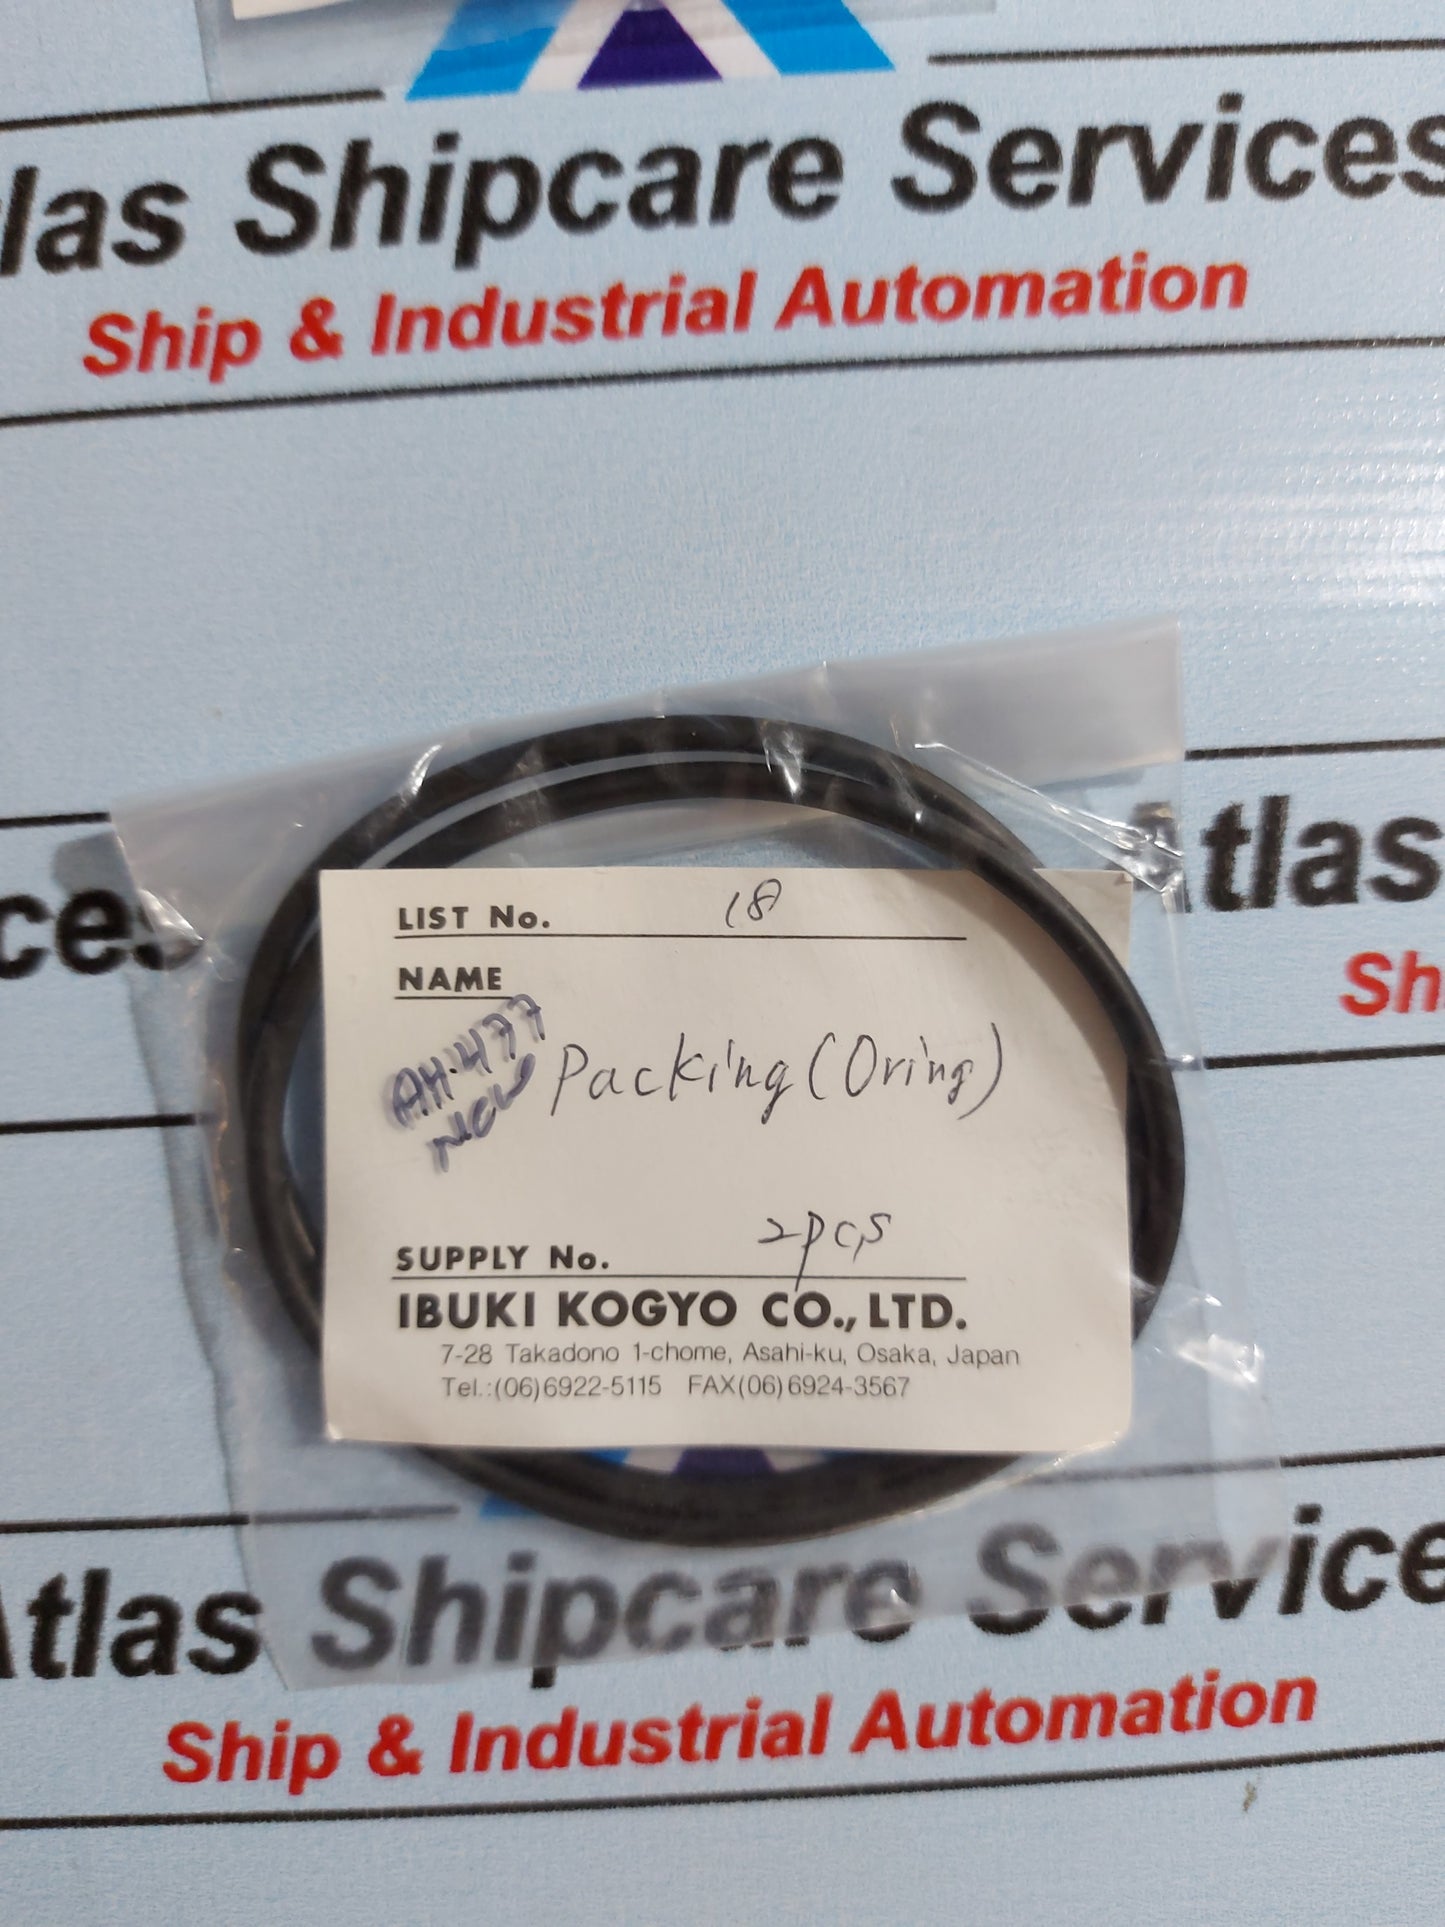 tlas Shipcare Services
Ship & Industrial Automation
LIST No. 18
NAME
AH-477
NEW
Packing (Oring)
2pcs
SUPPLY No.
IBUKI KOGYO CO., LTD.
7-28 Takadono 1-chome, Asahi-ku, Osaka, Japan
Tel.:(06)6922-5115 FAX(06)6924-3567
ces
tlas
Sh
Atlas Shipcare Service
Ship & Industrial Automation